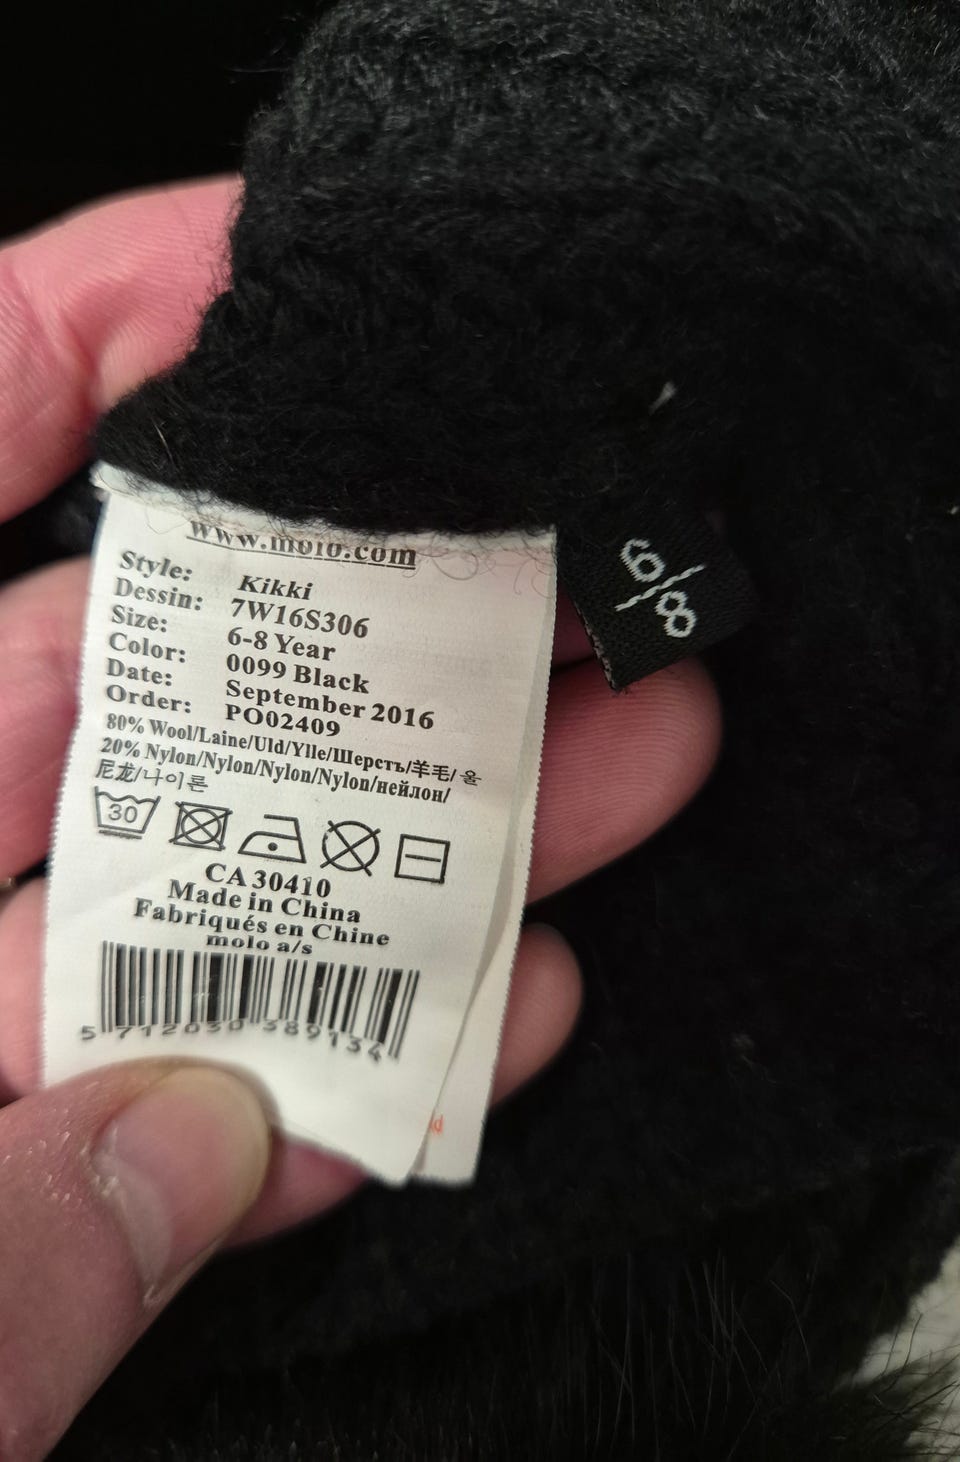 www.molo.com
Style: Kikki
Dessin: 7W16S306
Size: 6-8 Year
Color: 0099 Black
Date: September 2016
Order: PO02409
80% Wool/Laine/Uld/Ylle/Шерсть/羊毛/울
20% Nylon/Nylon/Nylon/Nylon/нейлон/
尼龙/나이론
30
CA 30410
Made in China
Fabriqués en Chine
molo a/s
5 712030 389134
6/8